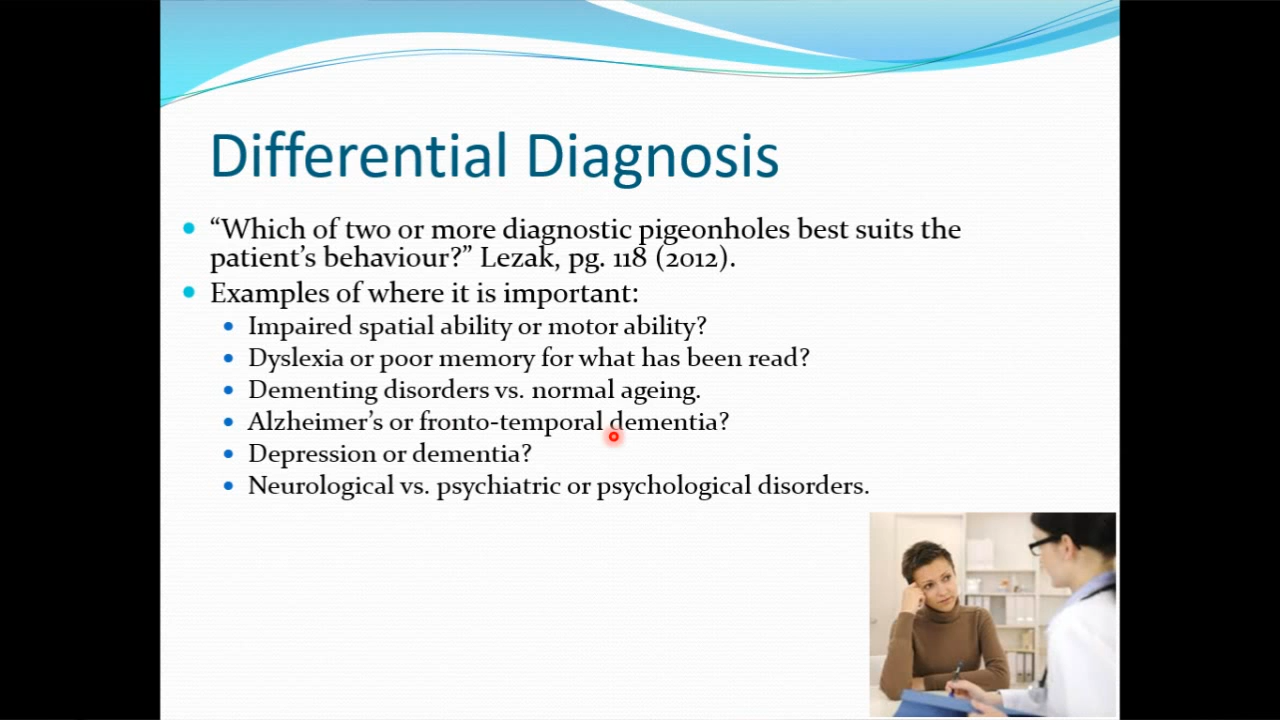 Differential Diagnosis
“Which of two or more diagnostic pigeonholes best suits the
patient’s behaviour?” Lezak, pg. 118 (2012).
Examples of where it is important:
Impaired spatial ability or motor ability?
Dyslexia or poor memory for what has been read?
Dementing disorders vs. normal ageing.
Alzheimer’s or fronto-temporal dementia?
Depression or dementia?
Neurological vs. psychiatric or psychological disorders.